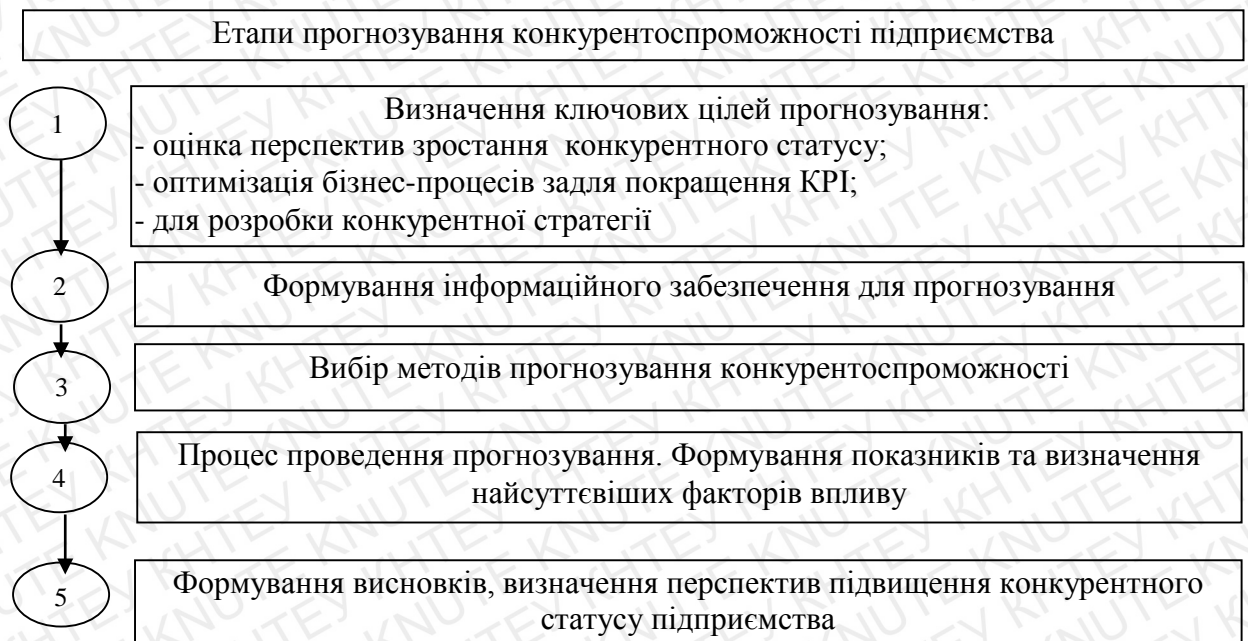 Етапи прогнозування конкурентоспроможності підприємства
1
Визначення ключових цілей прогнозування:
- оцінка перспектив зростання конкурентного статусу;
- оптимізація бізнес-процесів задля покращення КРІ;
- для розробки конкурентної стратегії
2
Формування інформаційного забезпечення для прогнозування
3
Вибір методів прогнозування конкурентоспроможності
4
Процес проведення прогнозування. Формування показників та визначення
найсуттєвіших факторів впливу
5
Формування висновків, визначення перспектив підвищення конкурентного
статусу підприємства